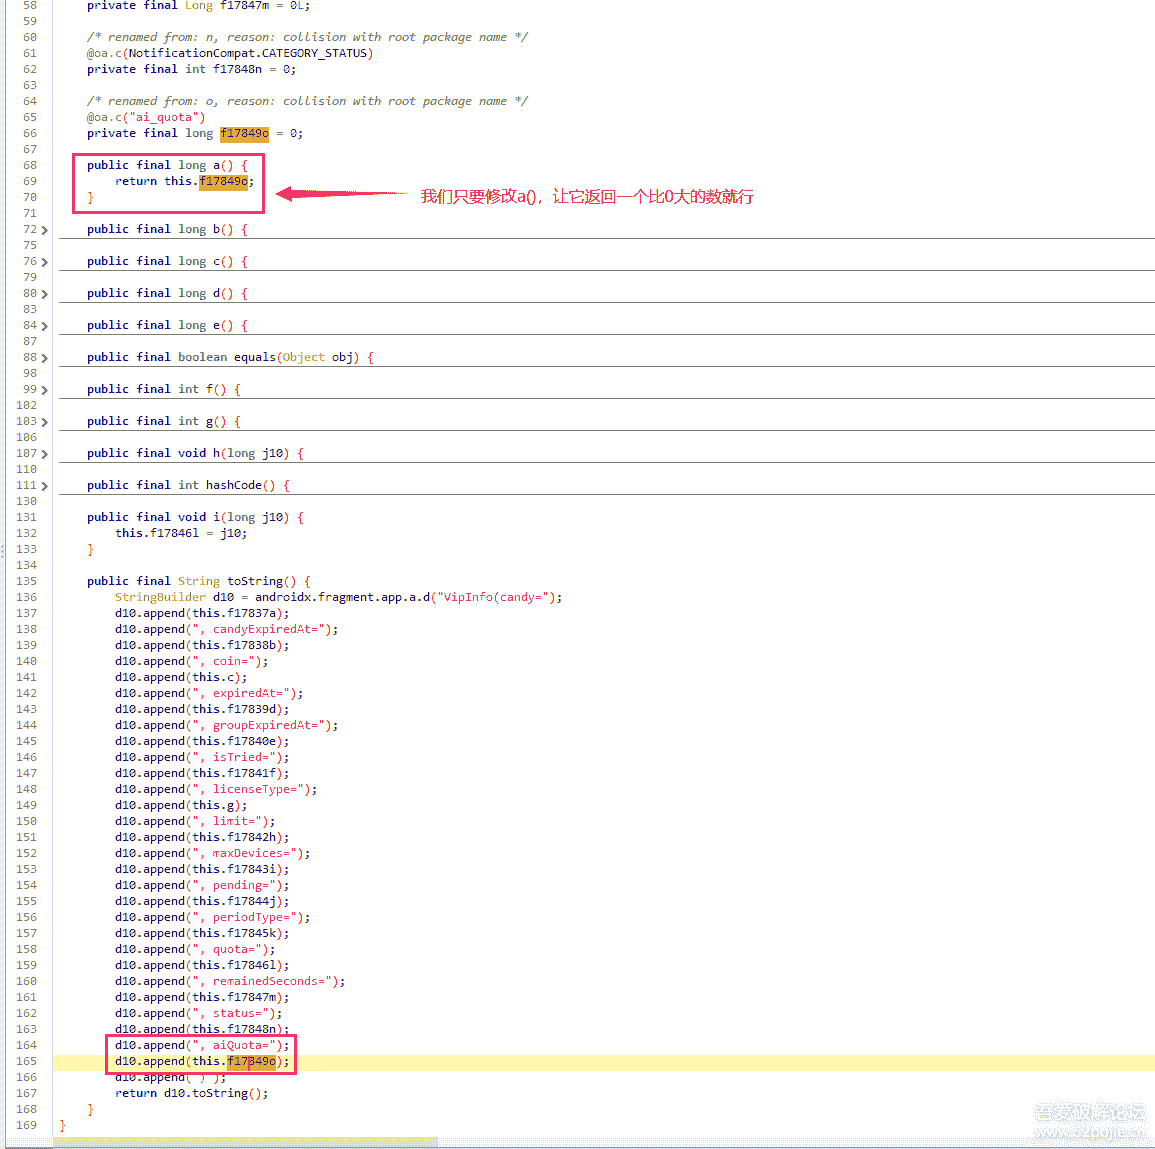 58 private final Long f17847m = 0L;
59
60 /* renamed from: n, reason: collision with root package name */
61 @oa.c(NotificationCompat.CATEGORY_STATUS)
62 private final int f17848n = 0;
63
64 /* renamed from: o, reason: collision with root package name */
65 @oa.c("ai_quota")
66 private final long f17849o = 0;
67
68 public final long a() {
69 return this.f17849o;
我们只要修改a()，让它返回一个比0大的数就行
70 }
71
72 public final long b() {
75
76 public final long c() {
79
80 public final long d() {
83
84 public final long e() {
87
88 public final boolean equals(Object obj) {
98
99 public final int f() {
102
103 public final int g() {
106
107 public final void h(long j10) {
110
111 public final int hashCode() {
130
131 public final void i(long j10) {
132 this.f17846l = j10;
133 }
134
135 public final String toString() {
136 StringBuilder d10 = androidx.fragment.app.a.d("VipInfo(candy=");
137 d10.append(this.f17837a);
138 d10.append(", candyExpiredAt=");
139 d10.append(this.f17838b);
140 d10.append(", coin=");
141 d10.append(this.c);
142 d10.append(", expiredAt=");
143 d10.append(this.f17839d);
144 d10.append(", groupExpiredAt=");
145 d10.append(this.f17840e);
146 d10.append(", isTried=");
147 d10.append(this.f17841f);
148 d10.append(", licenseType=");
149 d10.append(this.g);
150 d10.append(", limit=");
151 d10.append(this.f17842h);
152 d10.append(", maxDevices=");
153 d10.append(this.f17843i);
154 d10.append(", pending=");
155 d10.append(this.f17844j);
156 d10.append(", periodType=");
157 d10.append(this.f17845k);
158 d10.append(", quota=");
159 d10.append(this.f17846l);
160 d10.append(", remainedSeconds=");
161 d10.append(this.f17847m);
162 d10.append(", status=");
163 d10.append(this.f17848n);
164 d10.append(", aiQuota=");
165 d10.append(this.f17849o);
166 d10.append(')');
167 return d10.toString();
168 }
169 }
吾爱破解论坛
www.52pojie.cn